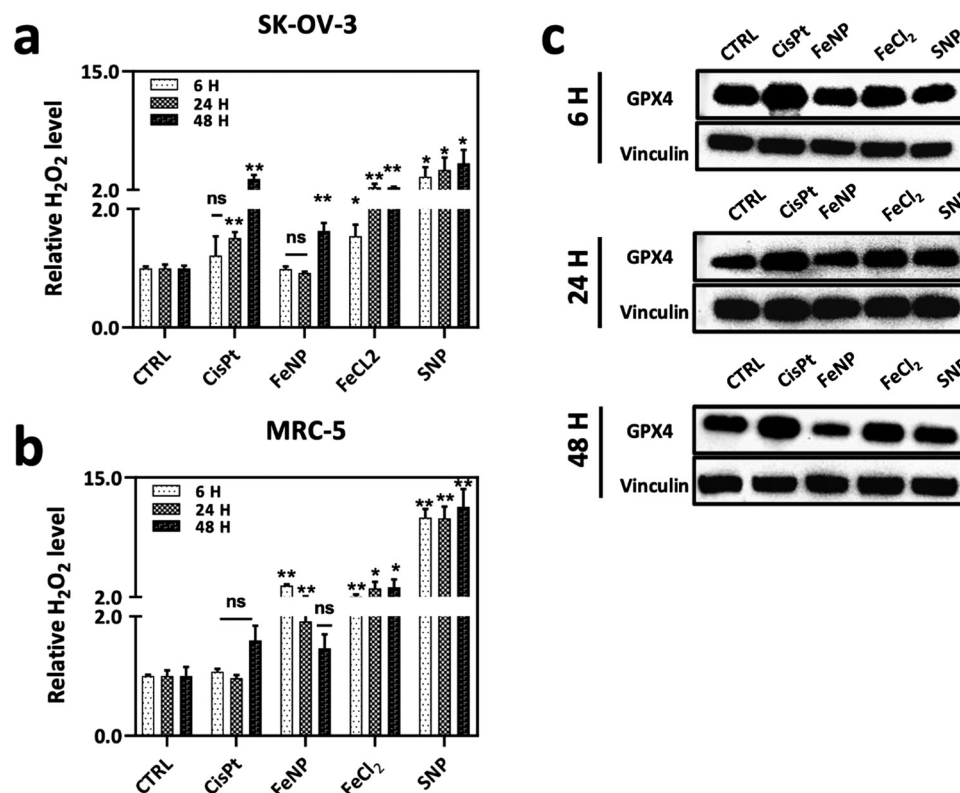 a
SK-OV-3
15.0
6 H
24 H
48 H
Relative H₂O₂ level
ns
**
**
ns
**
*
**
**
*
*
*
2.0
2.0
0.0
CTRL
CisPt
FeNP
FeCL2
SNP
b
MRC-5
15.0
6 H
24 H
48 H
Relative H₂O₂ level
ns
**
**
ns
**
*
*
**
**
**
2.0
2.0
0.0
CTRL
CisPt
FeNP
FeCl₂
SNP
c
CTRL CisPt FeNP FeCl₂ SNP
6 H
GPX4
Vinculin
CTRL CisPt FeNP FeCl₂ SNP
24 H
GPX4
Vinculin
CTRL CisPt FeNP FeCl₂ SNP
48 H
GPX4
Vinculin